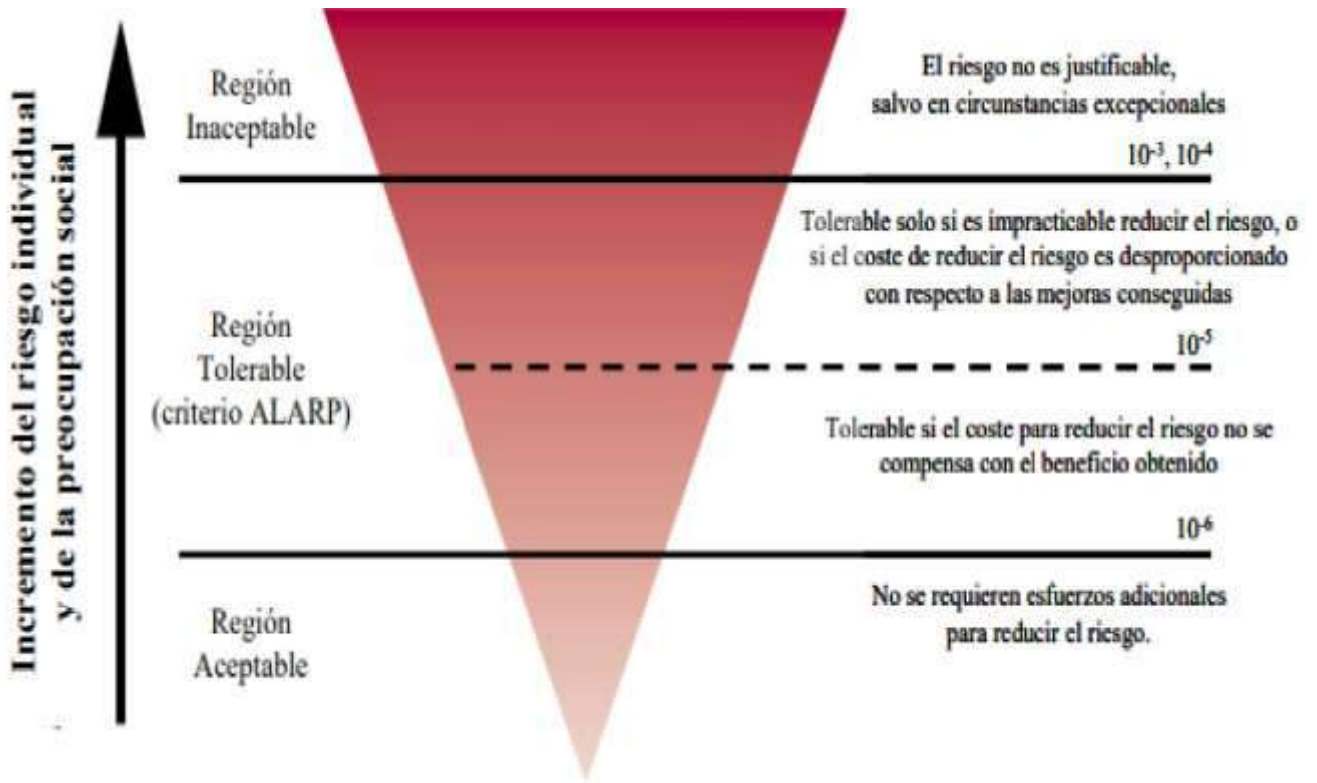 Incremento del riesgo individual
y de la preocupación social
Región
Inaceptable
El riesgo no es justificable,
salvo en circunstancias excepcionales
10⁻³, 10⁻⁴
Región
Tolerable
(criterio ALARP)
Tolerable solo si es impracticable reducir el riesgo, o
si el coste de reducir el riesgo es desproporcionado
con respecto a las mejoras conseguidas
10⁻⁵
Tolerable si el coste para reducir el riesgo no se
compensa con el beneficio obtenido
10⁻⁶
Región
Aceptable
No se requieren esfuerzos adicionales
para reducir el riesgo.